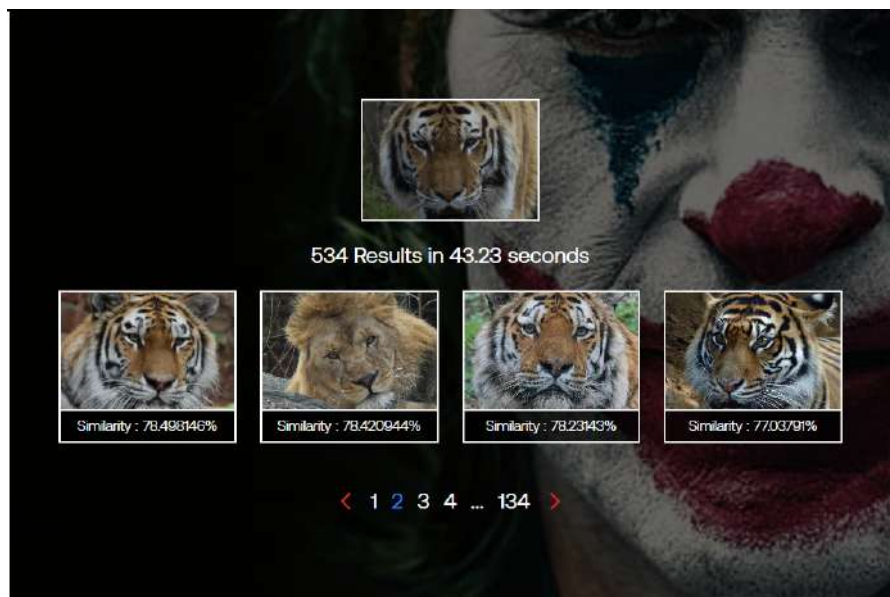 534 Results in 43.23 seconds
Similarity : 78.498146%
Similarity : 78.420944%
Similarity : 78.23143%
Similarity : 77.03791%
< 1 2 3 4 ... 134 >